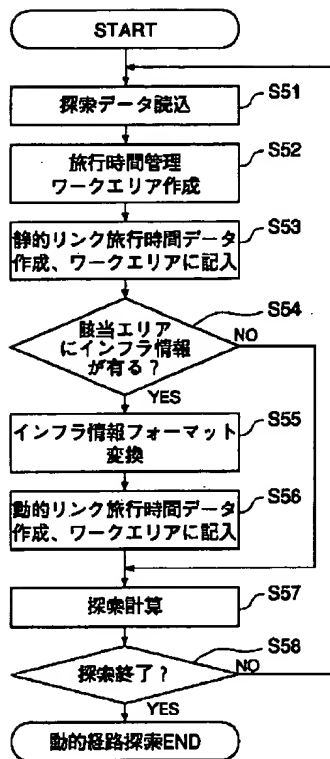 START
探索データ読込
S51
旅行時間管理
ワークエリア作成
S52
静的リンク旅行時間データ
作成、ワークエリアに記入
S53
該当エリア
にインフラ情報
が有る?
S54
NO
YES
インフラ情報フォーマット
変換
S55
動的リンク旅行時間データ
作成、ワークエリアに記入
S56
探索計算
S57
探索終了?
S58
NO
YES
動的経路探索END